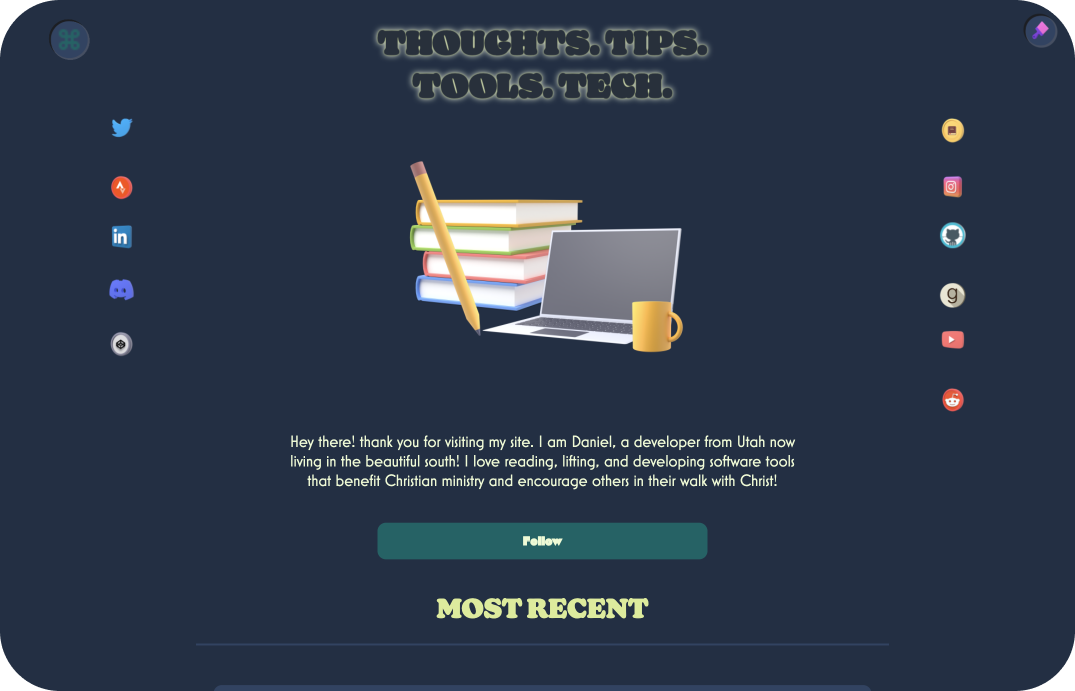 THOUGHTS. TIPS.
TOOLS. TECH.
in
g
Hey there! thank you for visiting my site. I am Daniel, a developer from Utah now
living in the beautiful south! I love reading, lifting, and developing software tools
that benefit Christian ministry and encourage others in their walk with Christ!
Follow
MOST RECENT